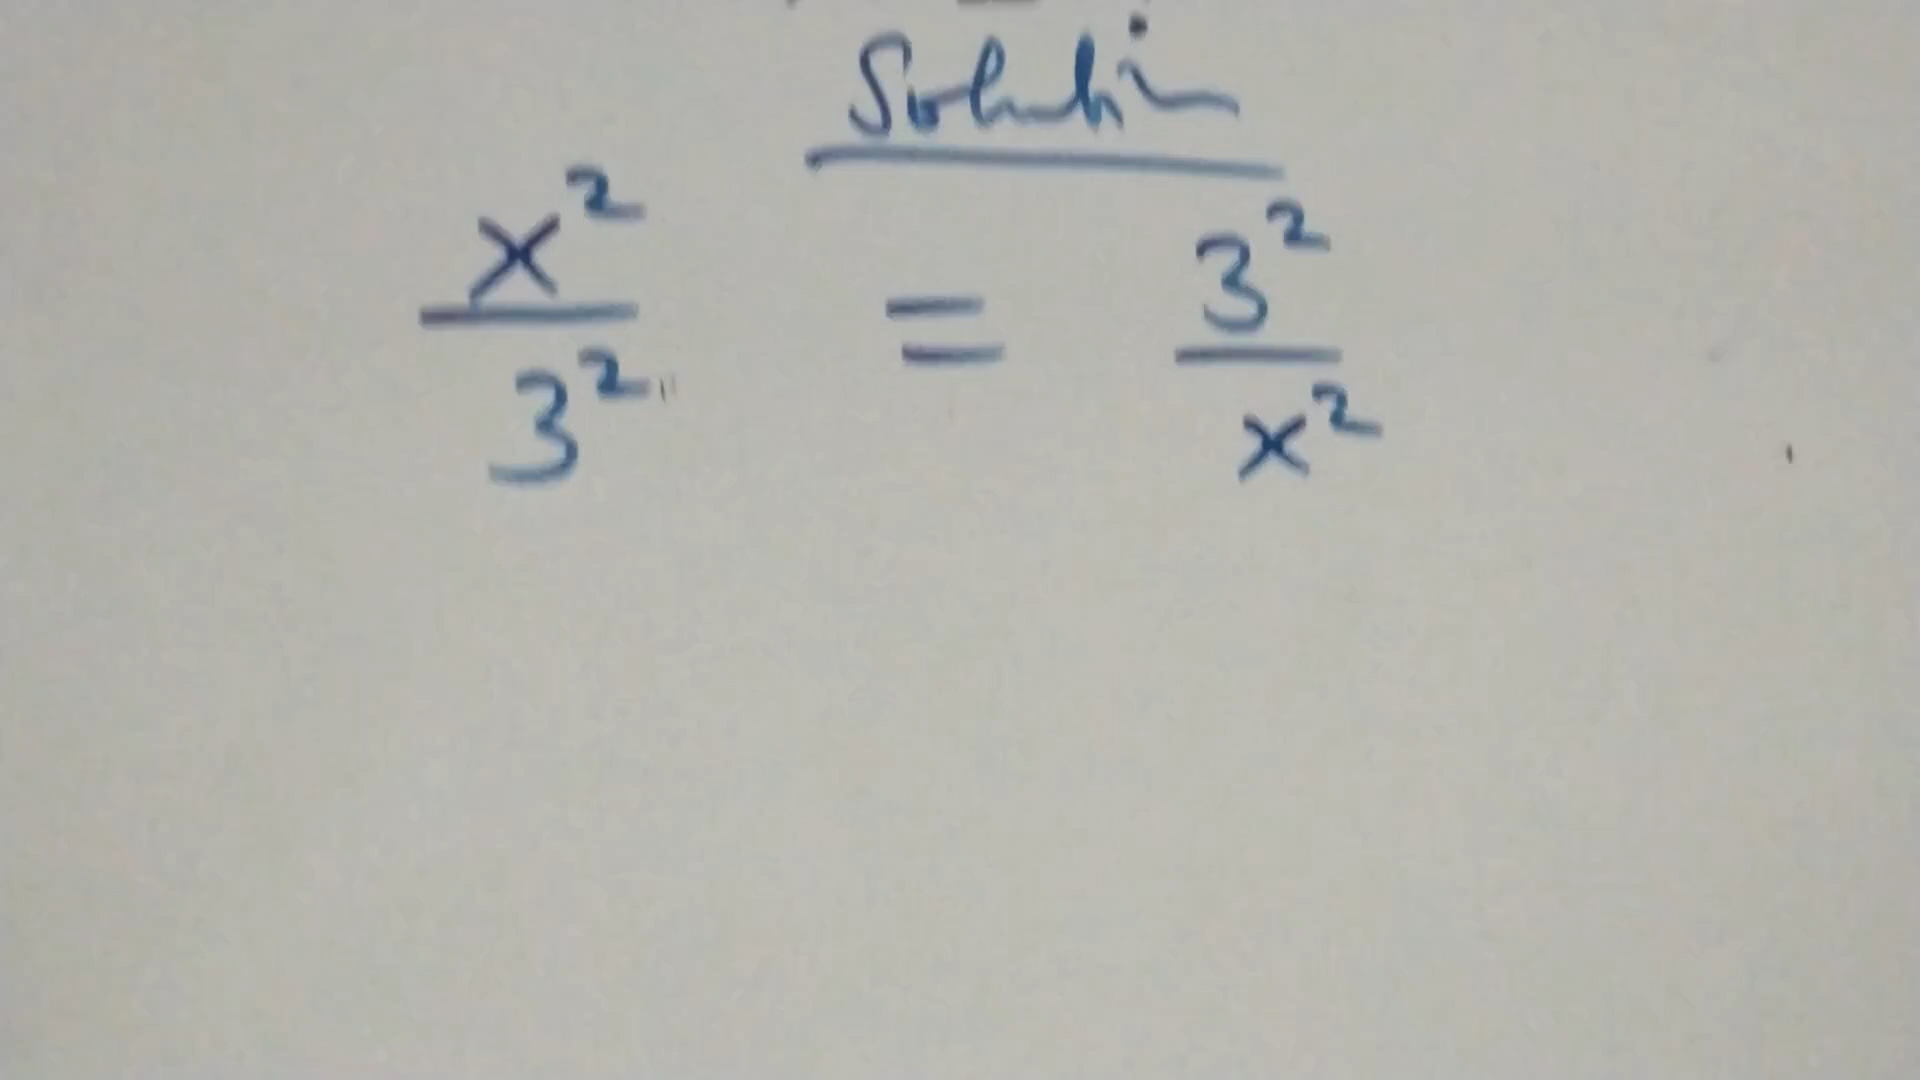 Solution
x² / 3² = 3² / x²